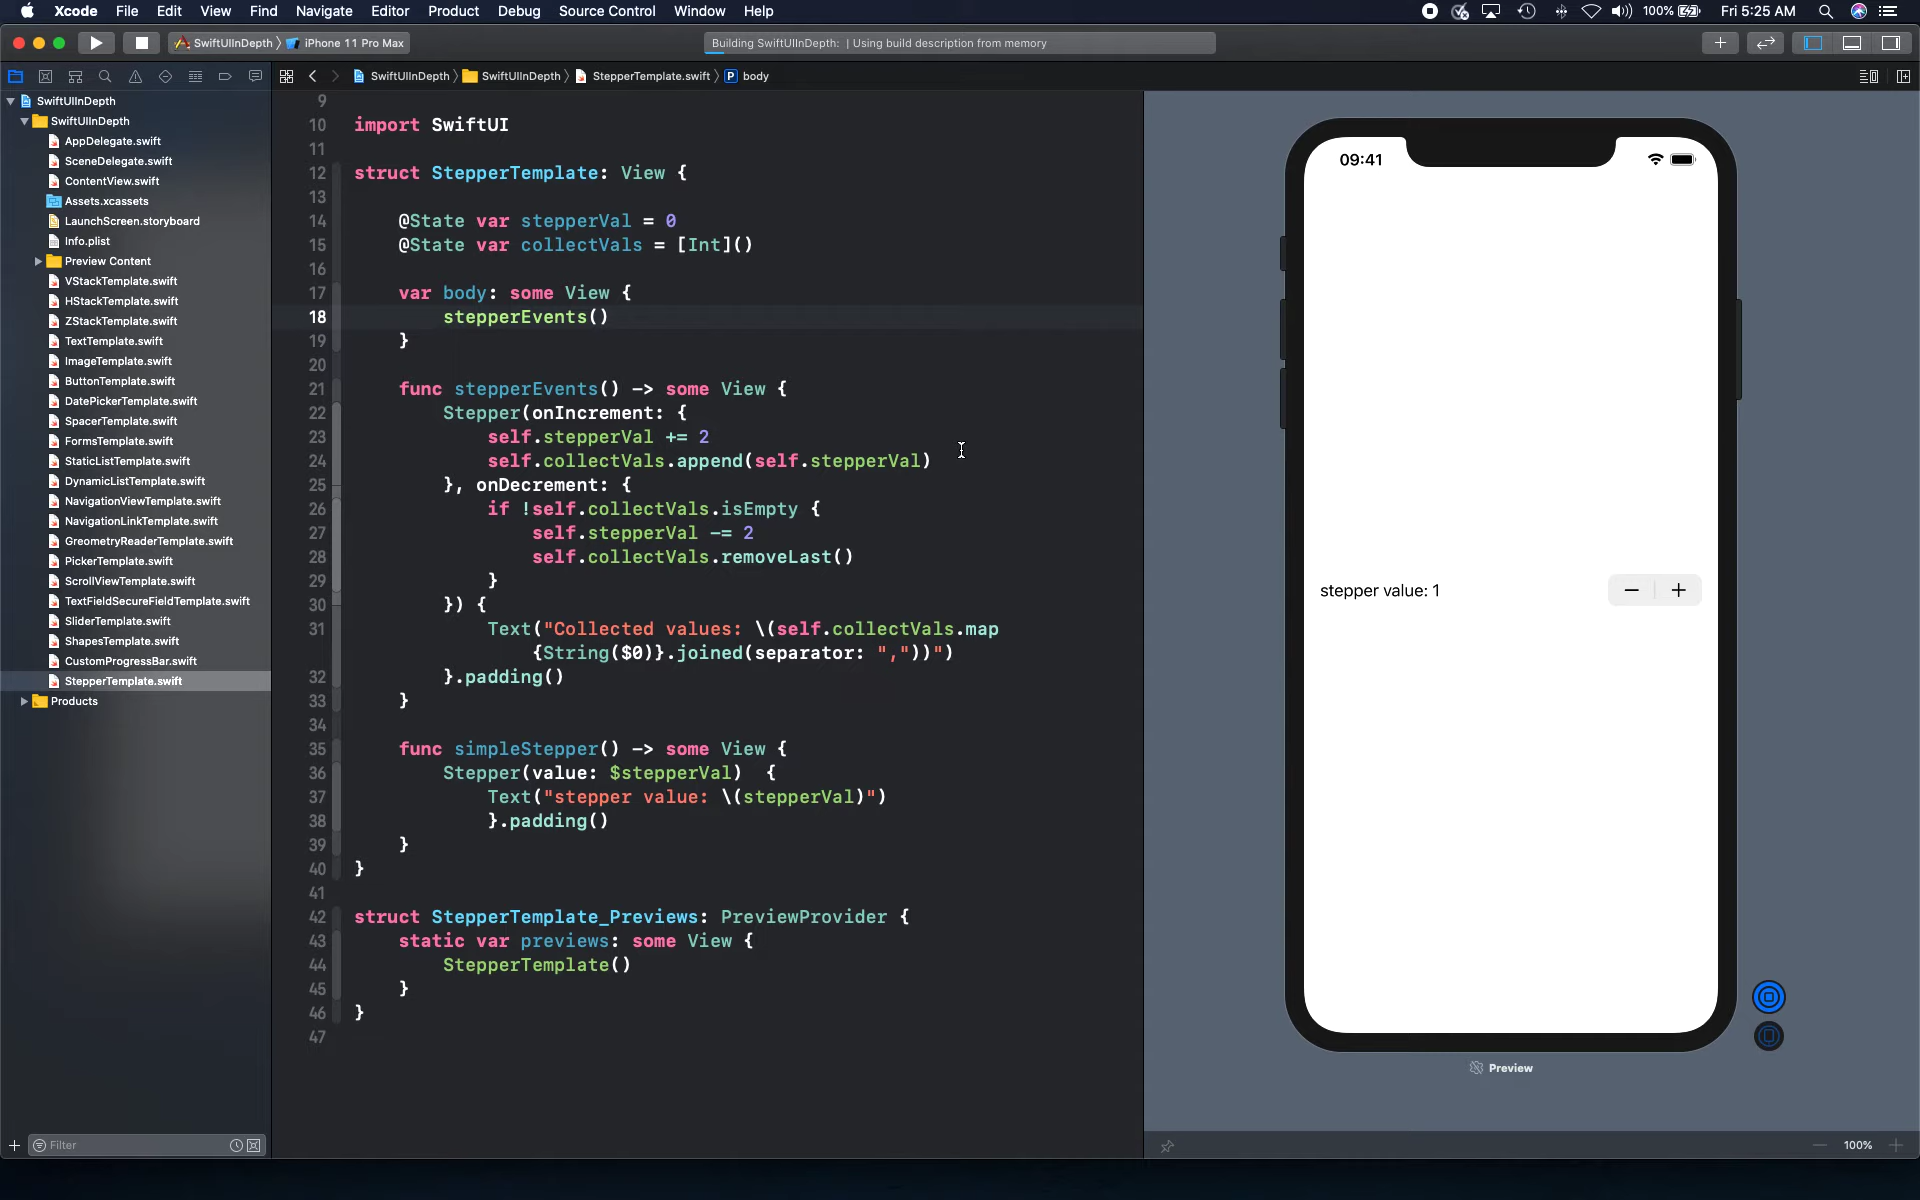 Xcode File Edit View Find Navigate Editor Product Debug Source Control Window Help 100% Fri 5:25 AM
SwiftUIInDepth iPhone 11 Pro Max Building SwiftUIInDepth: | Using build description from memory
SwiftUIInDepth SwiftUIInDepth StepperTemplate.swift P body
SwiftUIInDepth
SwiftUIInDepth
AppDelegate.swift
SceneDelegate.swift
ContentView.swift
Assets.xcassets
LaunchScreen.storyboard
Info.plist
Preview Content
VStackTemplate.swift
HStackTemplate.swift
ZStackTemplate.swift
TextTemplate.swift
ImageTemplate.swift
ButtonTemplate.swift
DatePickerTemplate.swift
SpacerTemplate.swift
FormsTemplate.swift
StaticListTemplate.swift
DynamicListTemplate.swift
NavigationViewTemplate.swift
NavigationLinkTemplate.swift
GreometryReaderTemplate.swift
PickerTemplate.swift
ScrollViewTemplate.swift
TextFieldSecureFieldTemplate.swift
SliderTemplate.swift
ShapesTemplate.swift
CustomProgressBar.swift
StepperTemplate.swift
Products
Filter
9
10 import SwiftUI
11
12 struct StepperTemplate: View {
13
14 @State var stepperVal = 0
15 @State var collectVals = [Int]()
16
17 var body: some View {
18 stepperEvents()
19 }
20
21 func stepperEvents() -> some View {
22 Stepper(onIncrement: {
23 self.stepperVal += 2
24 self.collectVals.append(self.stepperVal)
25 }, onDecrement: {
26 if !self.collectVals.isEmpty {
27 self.stepperVal -= 2
28 self.collectVals.removeLast()
29 }
30 }) {
31 Text("Collected values: \(self.collectVals.map
{String($0)}.joined(separator: ","))")
32 }.padding()
33 }
34
35 func simpleStepper() -> some View {
36 Stepper(value: $stepperVal)  {
37 Text("stepper value: \(stepperVal)")
38 }.padding()
39 }
40 }
41
42 struct StepperTemplate_Previews: PreviewProvider {
43 static var previews: some View {
44 StepperTemplate()
45 }
46 }
47
09:41
stepper value: 1 − +
Preview
100%